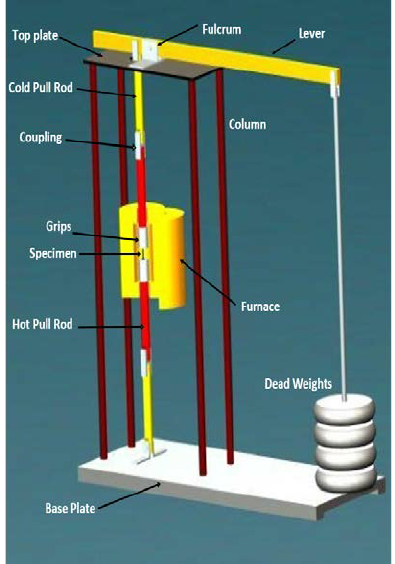 Top plate
Fulcrum
Lever
Cold Pull Rod
Coupling
Column
Grips
Specimen
Furnace
Hot Pull Rod
Dead Weights
Base Plate